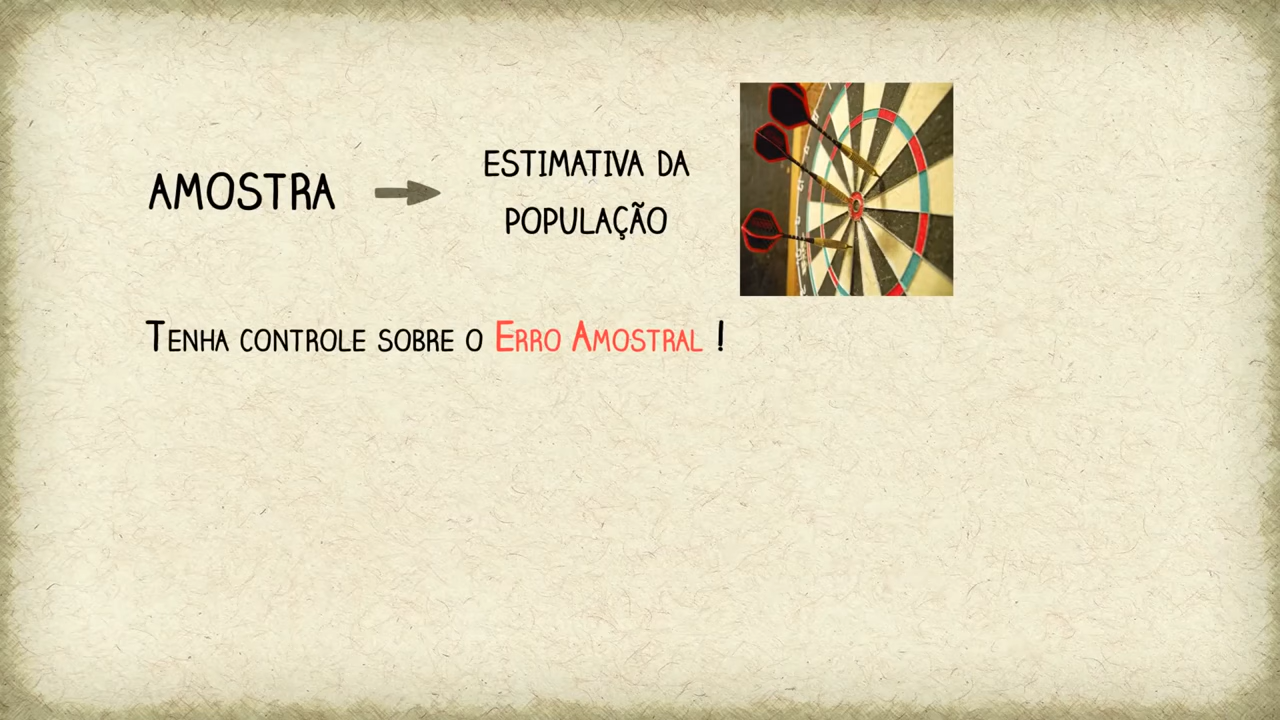 AMOSTRA
ESTIMATIVA DA
POPULAÇÃO
TENHA CONTROLE SOBRE O ERRO AMOSTRAL !